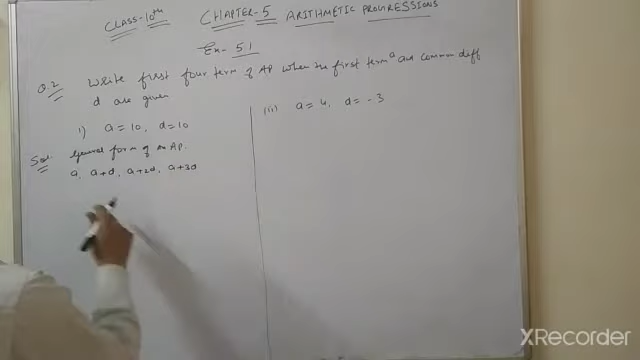 CLASS-10th CHAPTER-5 ARITHMETIC PROGRESSIONS
Ex- 5.1
Q.2 Write first four term of AP when the first term a and common diff
d are given
i) a = 10, d = 10
Sol. General form of an AP.
a, a+d, a+2d, a+3d
(iii) a = 4, d = -3
XRecorder